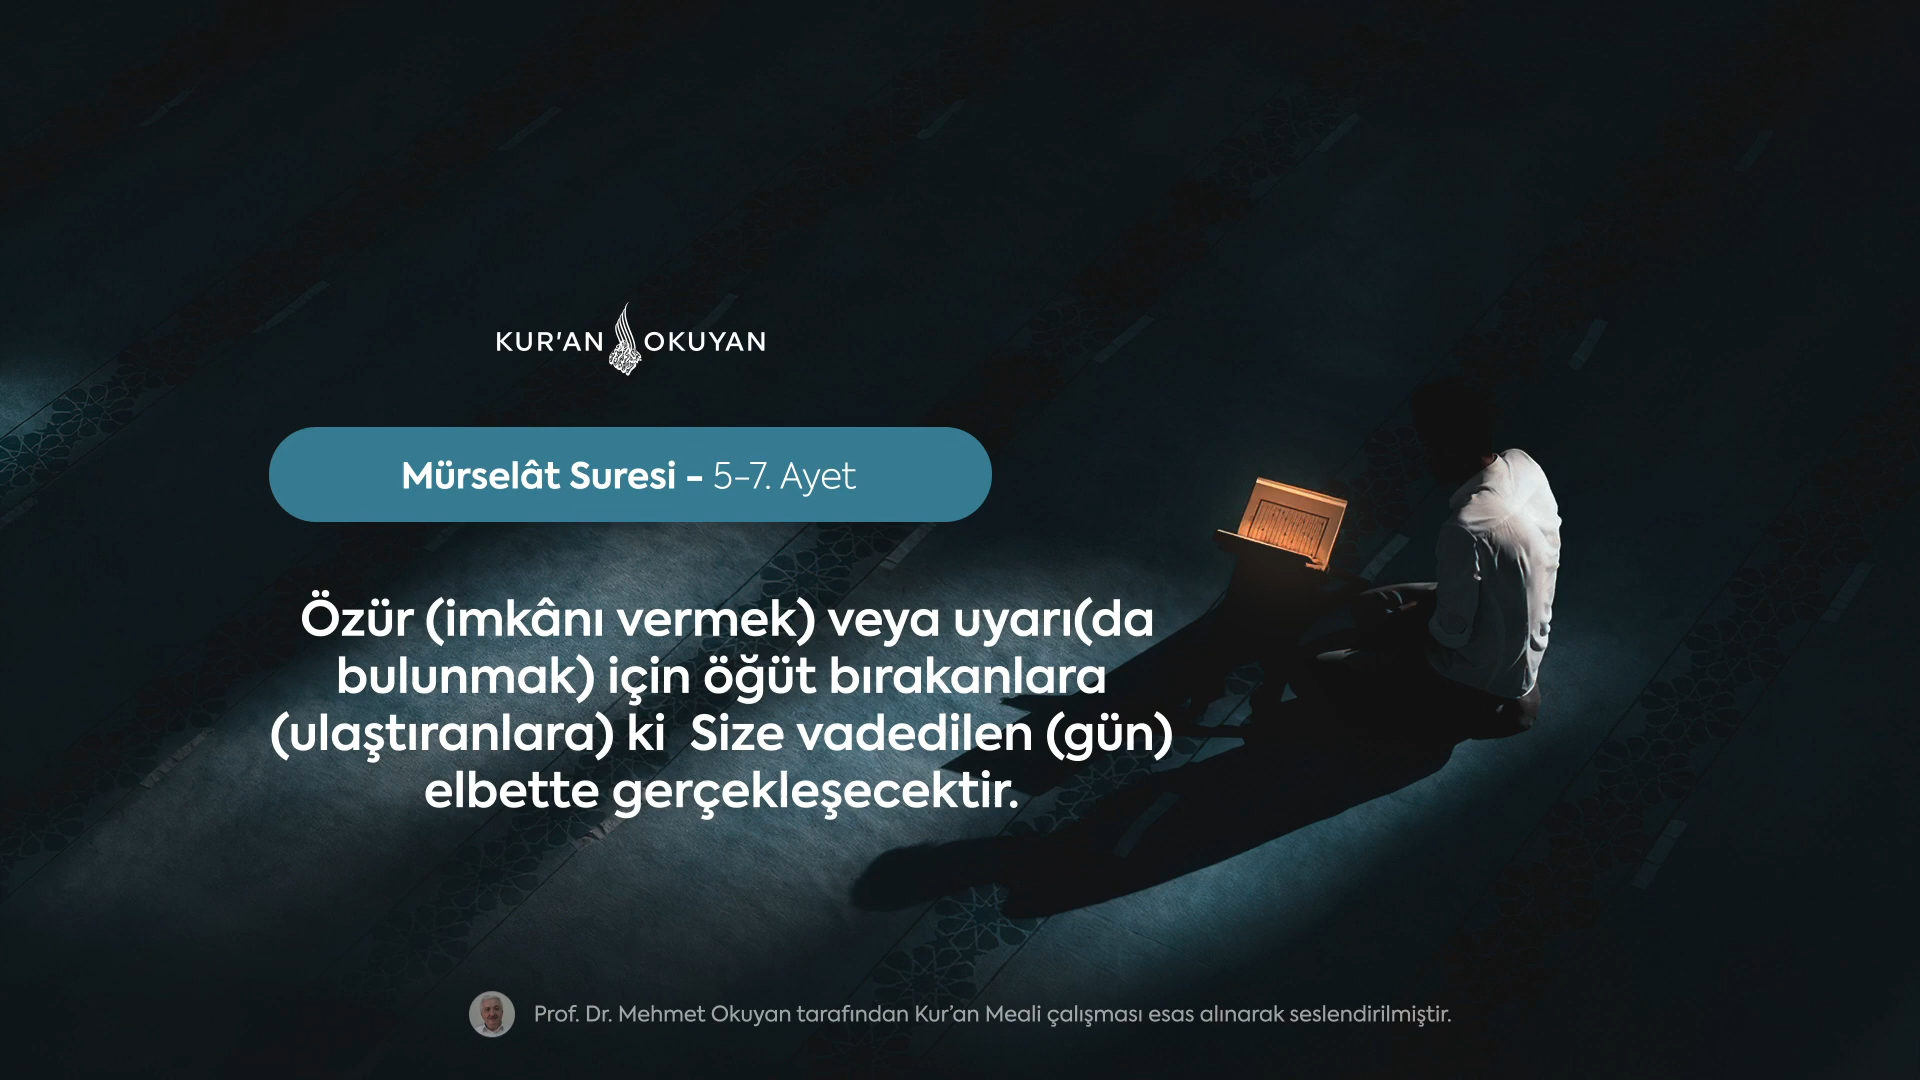 KUR'AN OKUYAN
Mürselât Suresi - 5-7. Ayet
Özür (imkânı vermek) veya uyarı(da
bulunmak) için öğüt bırakanlara
(ulaştıranlara) ki  Size vadedilen (gün)
elbette gerçekleşecektir.
Prof. Dr. Mehmet Okuyan tarafından Kur’an Meali çalışması esas alınarak seslendirilmiştir.